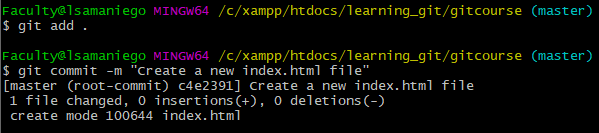 Faculty@lsamaniego MINGW64 /c/xampp/htdocs/learning_git/gitcourse (master)
$ git add .
Faculty@lsamaniego MINGW64 /c/xampp/htdocs/learning_git/gitcourse (master)
$ git commit -m "Create a new index.html file"
[master (root-commit) c4e2391] Create a new index.html file
 1 file changed, 0 insertions(+), 0 deletions(-)
 create mode 100644 index.html